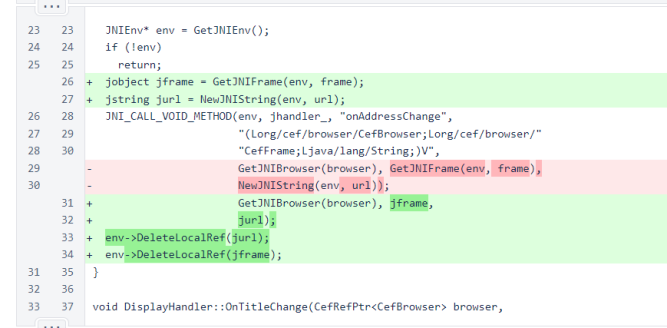 ...
23 23 JNIEnv* env = GetJNIEnv();
24 24 if (!env)
25 25 return;
26 + jobject jframe = GetJNIFrame(env, frame);
27 + jstring jurl = NewJNIString(env, url);
26 28 JNI_CALL_VOID_METHOD(env, jhandler_, "onAddressChange",
27 29 "(Lorg/cef/browser/CefBrowser;Lorg/cef/browser/"
28 30 "CefFrame;Ljava/lang/String;)V",
29 - GetJNIBrowser(browser), GetJNIFrame(env, frame),
30 - NewJNIString(env, url));
31 + GetJNIBrowser(browser), jframe,
32 + jurl);
33 + env->DeleteLocalRef(jurl);
34 + env->DeleteLocalRef(jframe);
31 35 }
32 36
33 37 void DisplayHandler::OnTitleChange(CefRefPtr<CefBrowser> browser,
...